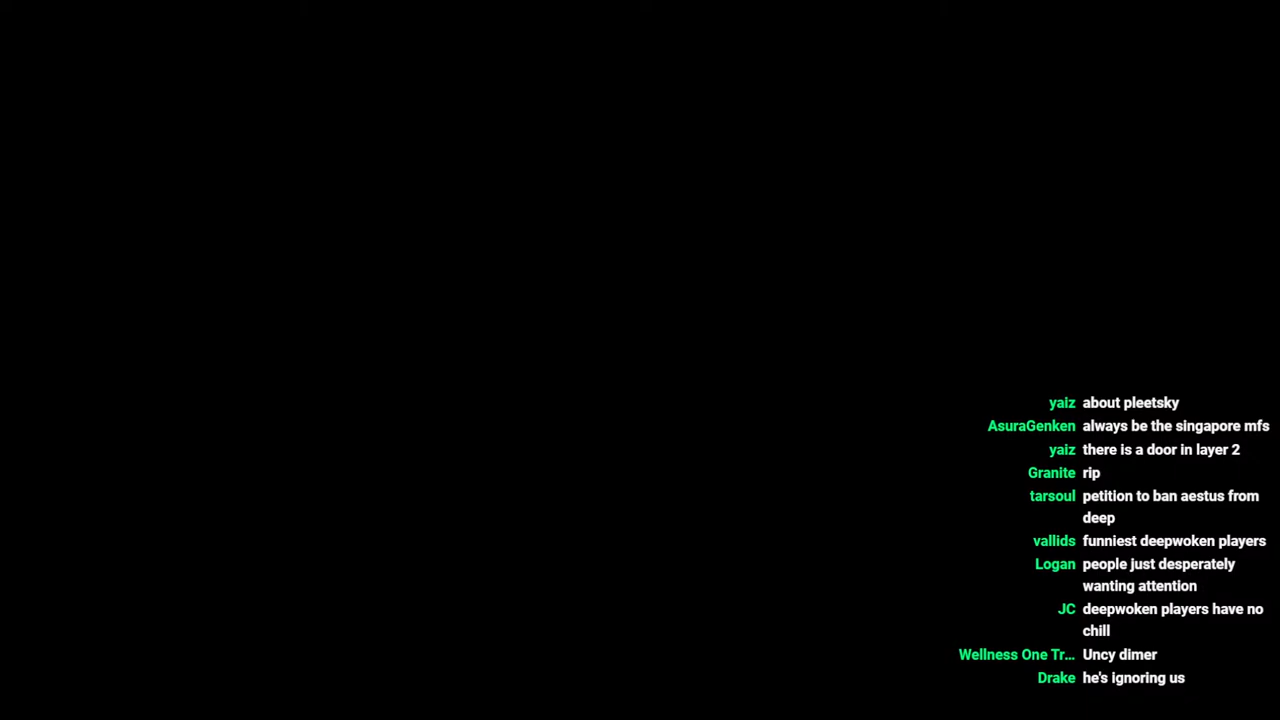 yaiz about pleetsky
AsuraGenken always be the singapore mfs
yaiz there is a door in layer 2
Granite rip
tarsoul petition to ban aestus from
deep
vallids funniest deepwoken players
Logan people just desperately
wanting attention
JC deepwoken players have no
chill
Wellness One Tr... Uncy dimer
Drake he's ignoring us